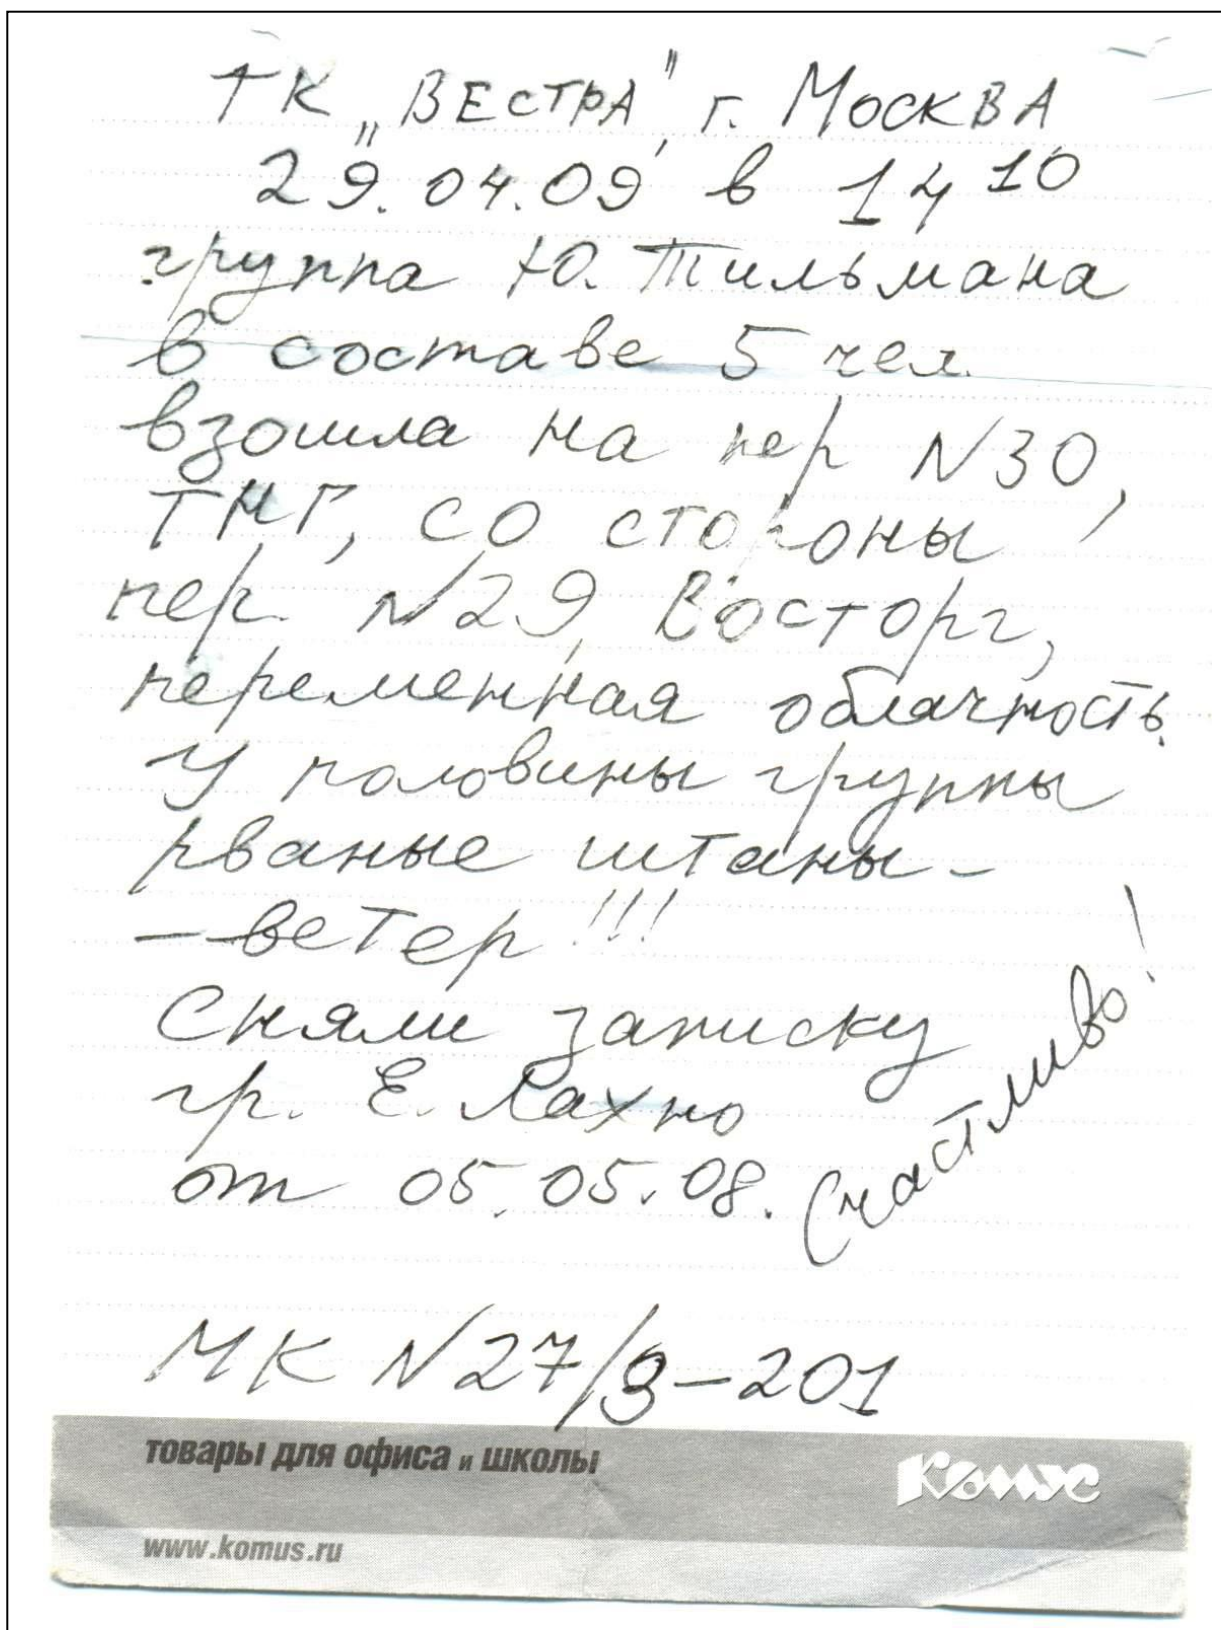 ТК „ВЕСТРА", г. МОСКВА
29.04.09 в 14 10
группа Ю. Тильмана
в составе 5 чел.
взошла на пер N30,
ТМГ, со стороны
пер. N29, Восторг,
переменная облачность.
У половины группы
рваные штаны –
– ветер!!!
Сняли записку
гр. Е. Лахно
от 05.05.08.
Счастливо!
МК N27/3–201
товары для офиса и школы
Комус
www.komus.ru